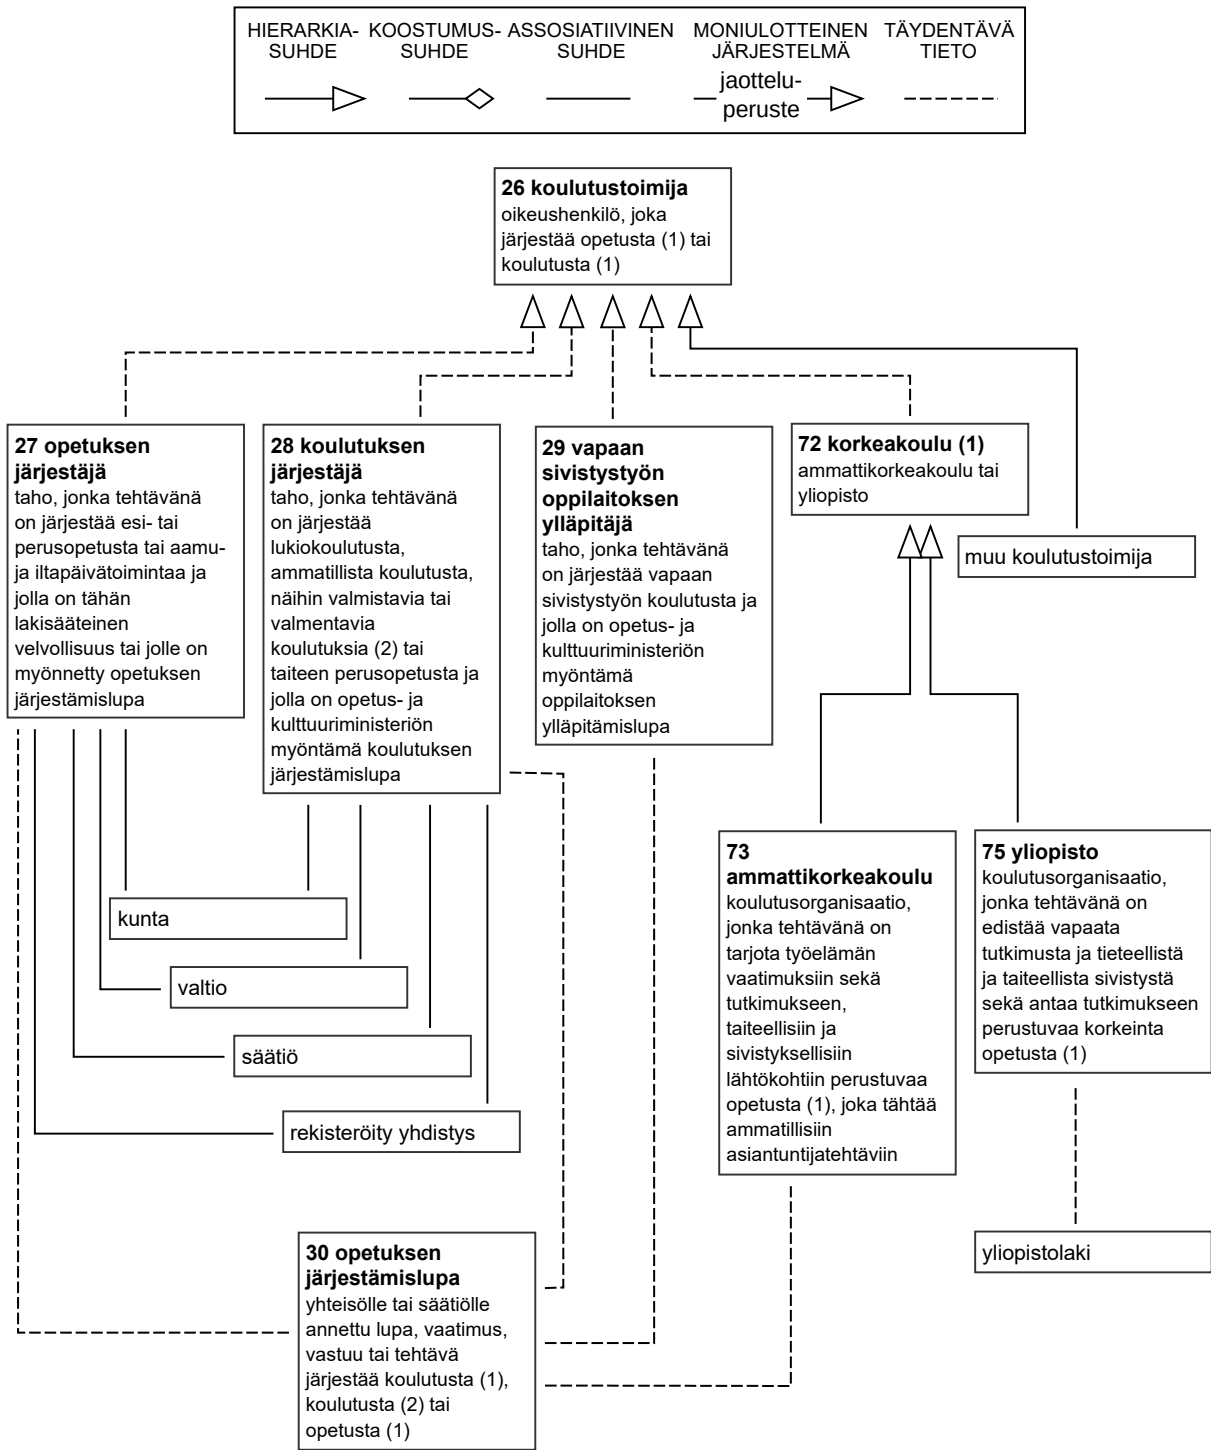 HIERARKIA-
SUHDE
KOOSTUMUS-
SUHDE
ASSOSIATIIVINEN
SUHDE
MONIULOTTEINEN
JÄRJESTELMÄ
TÄYDENTÄVÄ
TIETO
jaottelu-
peruste
26 koulutustoimija
oikeushenkilö, joka
järjestää opetusta (1) tai
koulutusta (1)
27 opetuksen
järjestäjä
taho, jonka tehtävänä
on järjestää esi- tai
perusopetusta tai aamu-
ja iltapäivätoimintaa ja
jolla on tähän
lakisääteinen
velvollisuus tai jolle on
myönnetty opetuksen
järjestämislupa
28 koulutuksen
järjestäjä
taho, jonka tehtävänä
on järjestää
lukiokoulutusta,
ammatillista koulutusta,
näihin valmistavia tai
valmentavia
koulutuksia (2) tai
taiteen perusopetusta ja
jolla on opetus- ja
kulttuuriministeriön
myöntämä koulutuksen
järjestämislupa
29 vapaan
sivistystyön
oppilaitoksen
ylläpitäjä
taho, jonka tehtävänä
on järjestää vapaan
sivistystyön koulutusta ja
jolla on opetus- ja
kulttuuriministeriön
myöntämä
oppilaitoksen
ylläpitämislupa
72 korkeakoulu (1)
ammattikorkeakoulu tai
yliopisto
muu koulutustoimija
73
ammattikorkeakoulu
koulutusorganisaatio,
jonka tehtävänä on
tarjota työelämän
vaatimuksiin sekä
tutkimukseen,
taiteellisiin ja
sivistyksellisiin
lähtökohtiin perustuvaa
opetusta (1), joka tähtää
ammatillisiin
asiantuntijatehtäviin
75 yliopisto
koulutusorganisaatio,
jonka tehtävänä on
edistää vapaata
tutkimusta ja tieteellistä
ja taiteellista sivistystä
sekä antaa tutkimukseen
perustuvaa korkeinta
opetusta (1)
kunta
valtio
säätiö
rekisteröity yhdistys
30 opetuksen
järjestämislupa
yhteisölle tai säätiölle
annettu lupa, vaatimus,
vastuu tai tehtävä
järjestää koulutusta (1),
koulutusta (2) tai
opetusta (1)
yliopistolaki